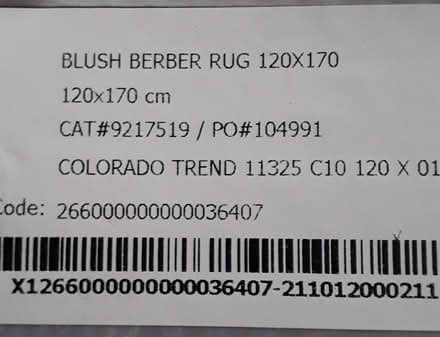 BLUSH BERBER RUG 120X170
120x170 cm
CAT#9217519 / PO#104991
COLORADO TREND 11325 C10 120 X 01
Code: 266000000000036407
X1266000000000036407-211012000211